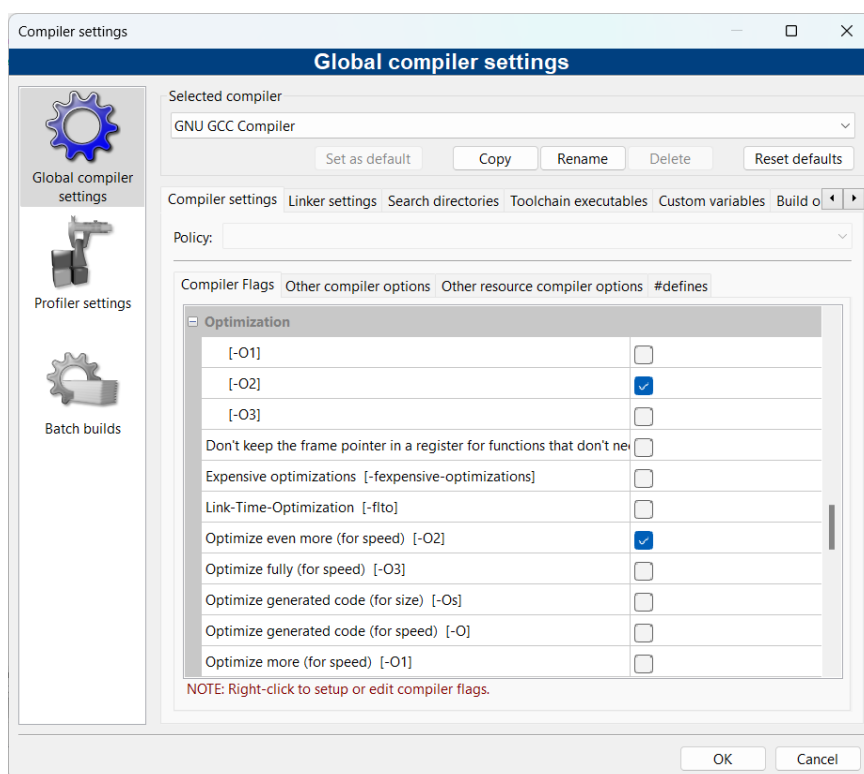 Compiler settings
Global compiler settings
Global compiler
settings
Profiler settings
Batch builds
Selected compiler
GNU GCC Compiler
Set as default
Copy
Rename
Delete
Reset defaults
Compiler settings Linker settings Search directories Toolchain executables Custom variables Build o
Policy:
Compiler Flags Other compiler options Other resource compiler options #defines
Optimization
[-O1]
[-O2]
[-O3]
Don't keep the frame pointer in a register for functions that don't nee
Expensive optimizations [-fexpensive-optimizations]
Link-Time-Optimization [-flto]
Optimize even more (for speed) [-O2]
Optimize fully (for speed) [-O3]
Optimize generated code (for size) [-Os]
Optimize generated code (for speed) [-O]
Optimize more (for speed) [-O1]
NOTE: Right-click to setup or edit compiler flags.
OK
Cancel